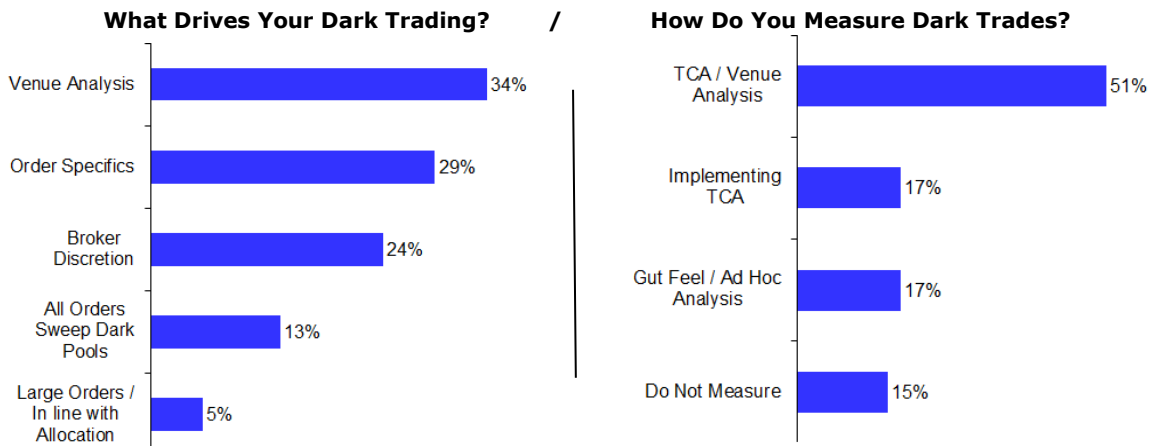 What Drives Your Dark Trading? / How Do You Measure Dark Trades?
Venue Analysis
34%
Order Specifics
29%
Broker
Discretion
24%
All Orders
Sweep Dark
Pools
13%
Large Orders /
In line with
Allocation
5%
TCA / Venue
Analysis
51%
Implementing
TCA
17%
Gut Feel / Ad Hoc
Analysis
17%
Do Not Measure
15%